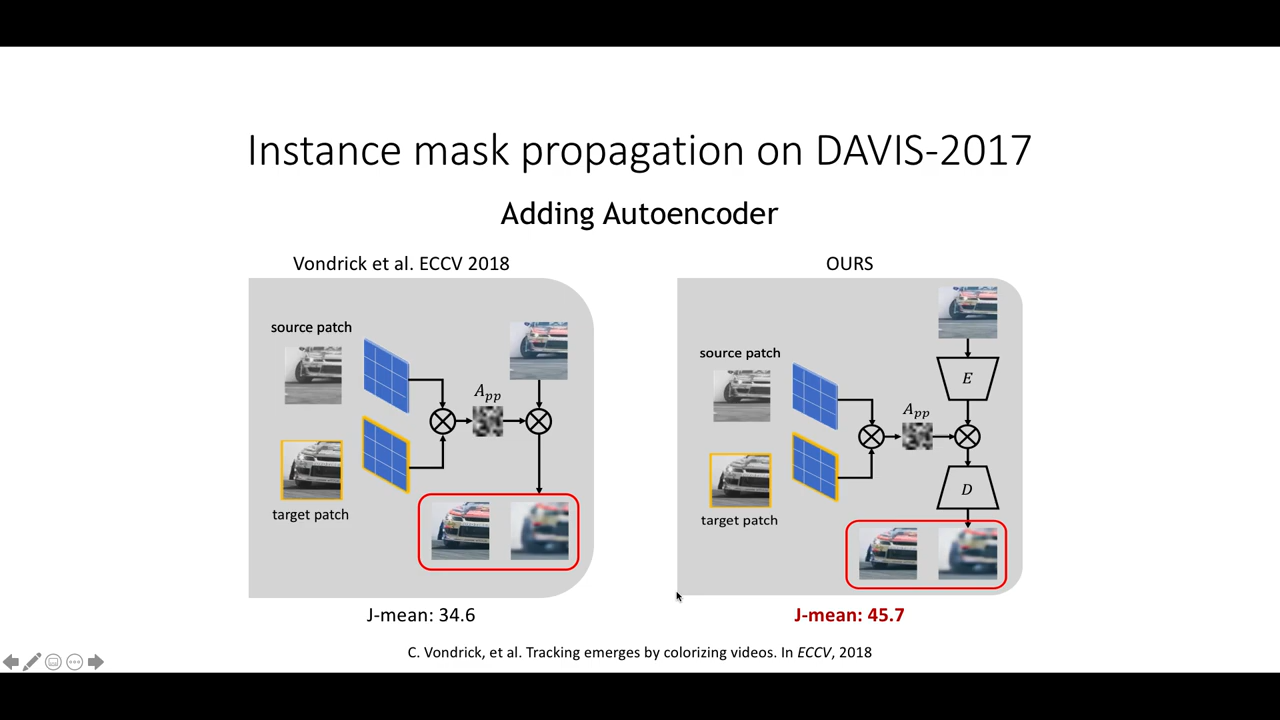 Instance mask propagation on DAVIS-2017
Adding Autoencoder
Vondrick et al. ECCV 2018
source patch
App
target patch
J-mean: 34.6
OURS
source patch
E
App
target patch
D
J-mean: 45.7
C. Vondrick, et al. Tracking emerges by colorizing videos. In ECCV, 2018